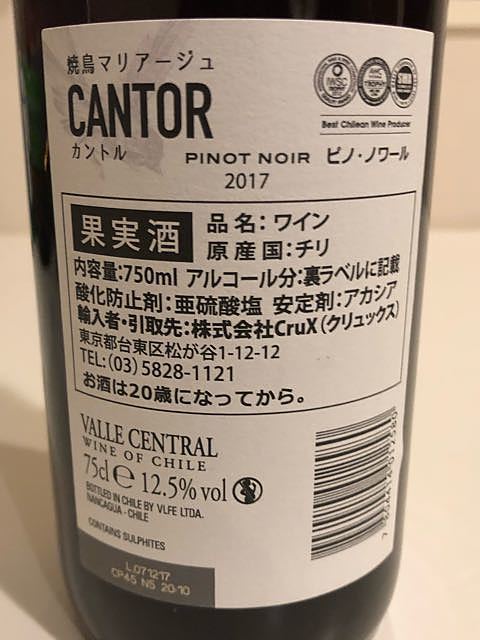 焼鳥マリアージュ
CANTOR
カントル
PINOT NOIR ピノ・ノワール
2017
IWSC
TROPHY
Best Chilean Wine Producer
果実酒
品名：ワイン
原産国：チリ
内容量：750ml アルコール分：裏ラベルに記載
酸化防止剤：亜硫酸塩 安定剤：アカシア
輸入者・引取先：株式会社CruX（クリュックス）
東京都台東区松が谷1-12-12
TEL：(03) 5828-1121
お酒は20歳になってから。
VALLE CENTRAL
WINE OF CHILE
75cl e 12.5% vol
BOTTLED IN CHILE BY VLFE LTDA.
NANCAGUA - CHILE
CONTAINS SULPHITES
L.071217
CP45 N5 20:10